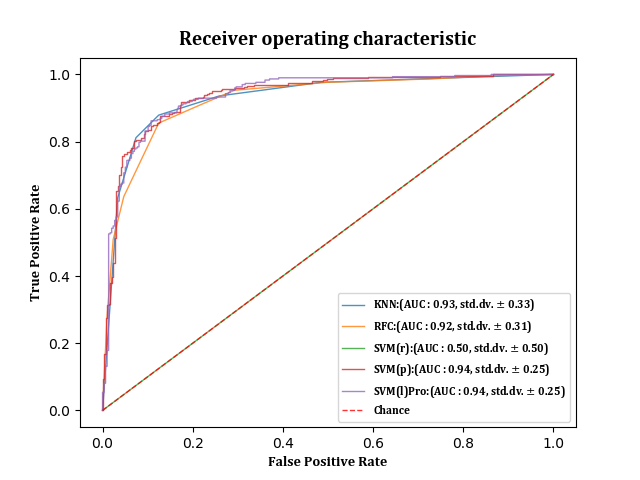 Receiver operating characteristic
True Positive Rate
1.0
0.8
0.6
0.4
0.2
0.0
KNN:(AUC : 0.93, std.dv. ± 0.33)
RFC:(AUC : 0.92, std.dv. ± 0.31)
SVM(r):(AUC : 0.50, std.dv. ± 0.50)
SVM(p):(AUC : 0.94, std.dv. ± 0.25)
SVM(l)Pro:(AUC : 0.94, std.dv. ± 0.25)
Chance
0.0 0.2 0.4 0.6 0.8 1.0
False Positive Rate